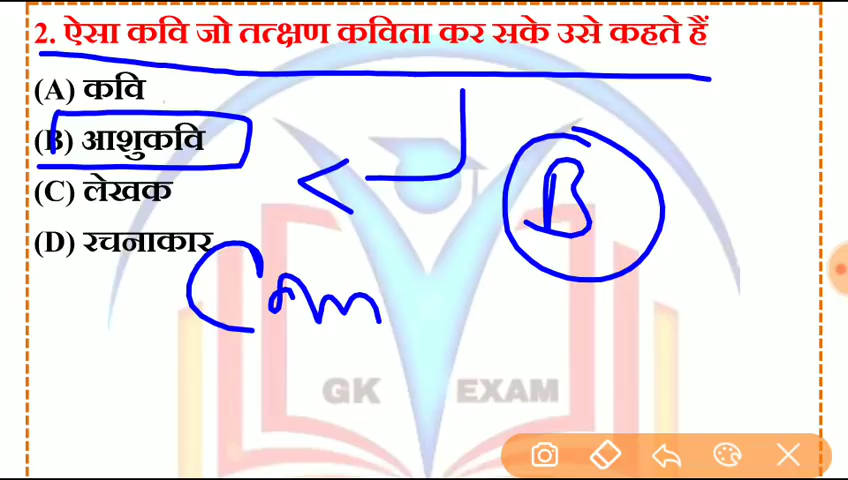 2. ऐसा कवि जो तत्क्षण कविता कर सके उसे कहते हैं
(A) कवि
(B) आशुकवि
(C) लेखक
(D) रचनाकार
B
GK EXAM